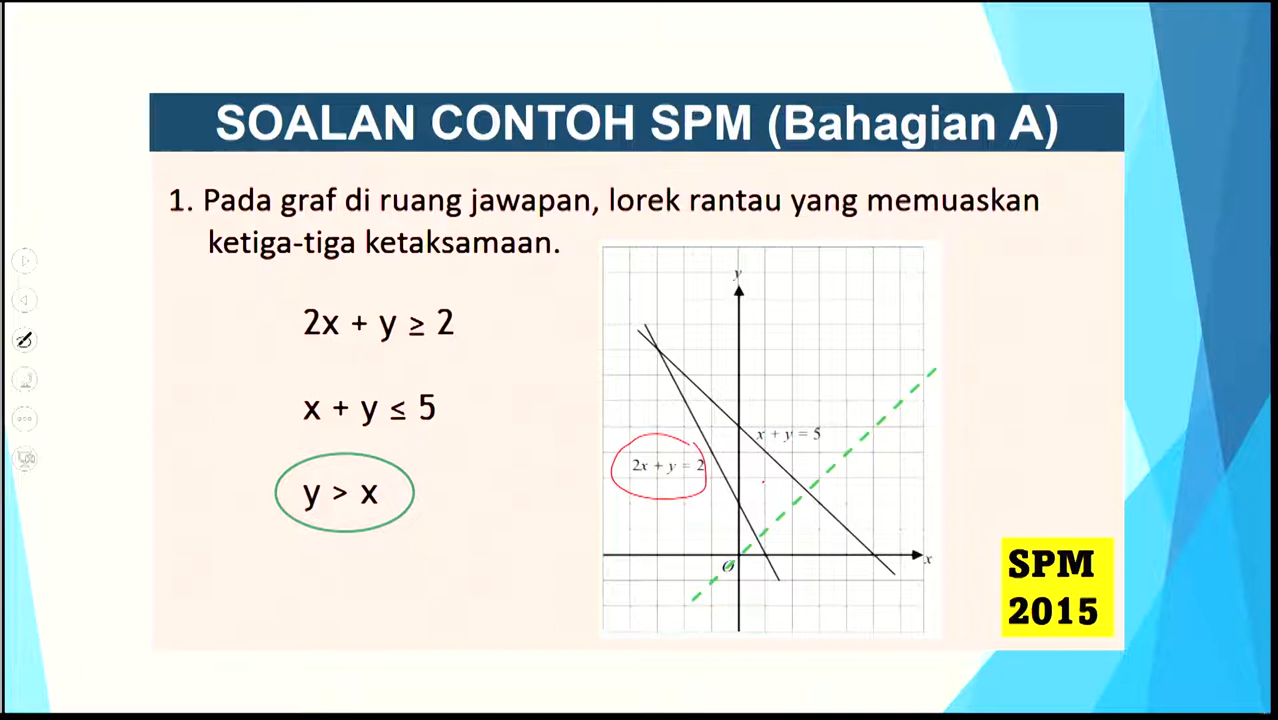 SOALAN CONTOH SPM (Bahagian A)
1. Pada graf di ruang jawapan, lorek rantau yang memuaskan
ketiga-tiga ketaksamaan.
2x + y ≥ 2
x + y ≤ 5
y > x
y
x + y = 5
2x + y = 2
O
x
SPM
2015